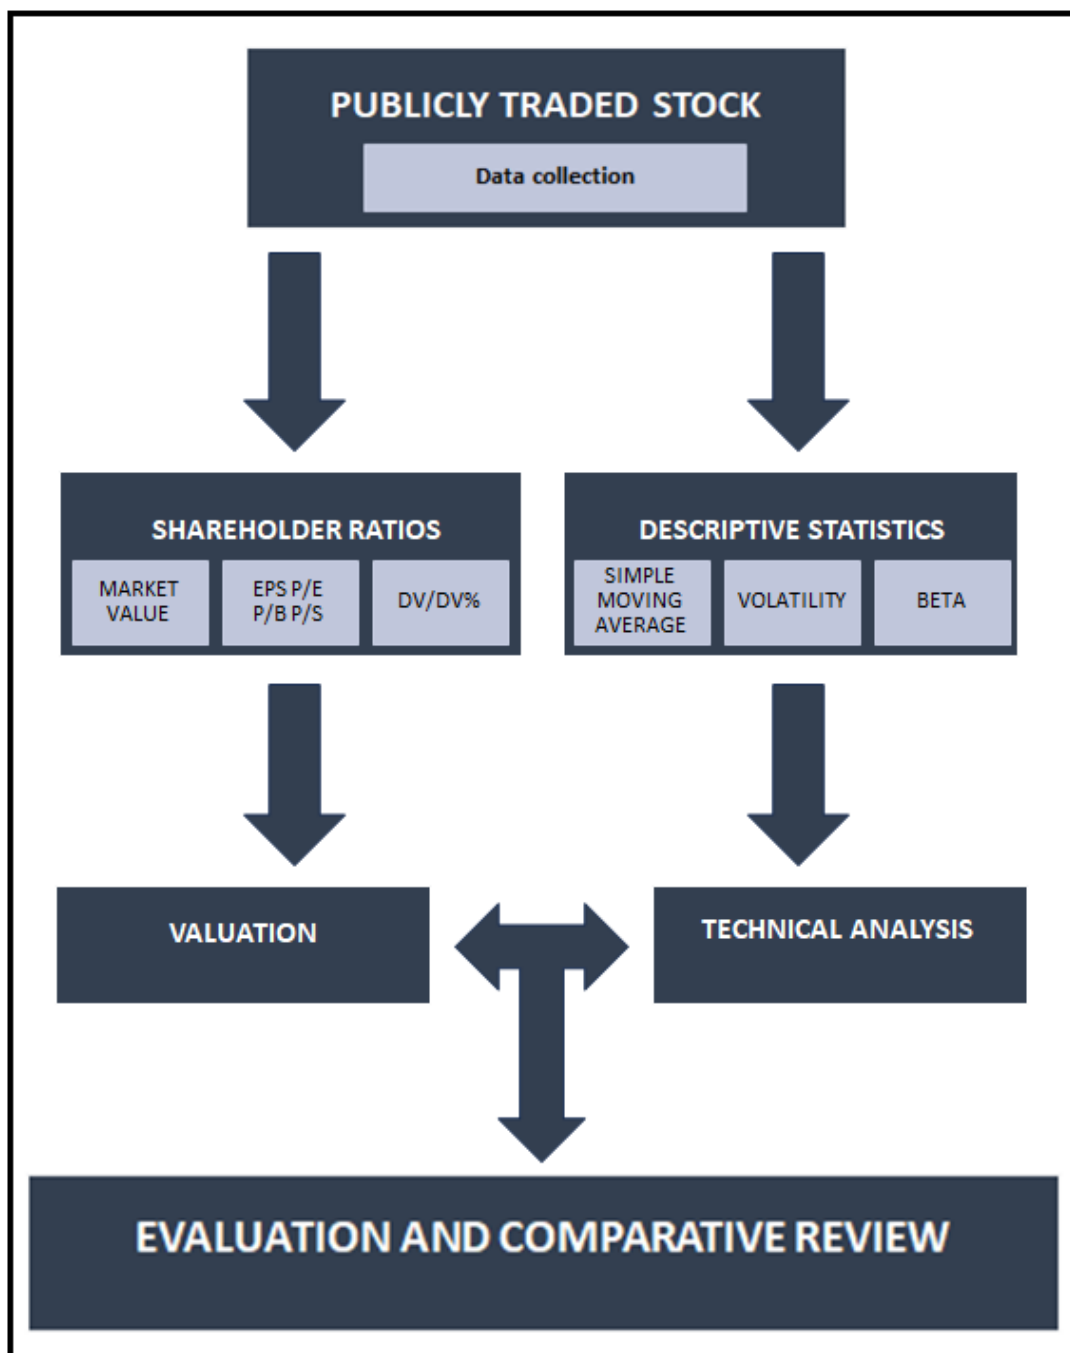 PUBLICLY TRADED STOCK
Data collection
SHAREHOLDER RATIOS
MARKET
VALUE
EPS P/E
P/B P/S
DV/DV%
DESCRIPTIVE STATISTICS
SIMPLE
MOVING
AVERAGE
VOLATILITY
BETA
VALUATION
TECHNICAL ANALYSIS
EVALUATION AND COMPARATIVE REVIEW